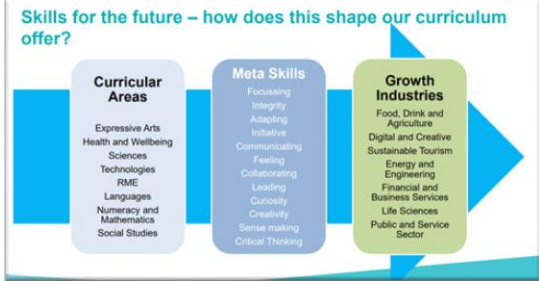 Skills for the future – how does this shape our curriculum
offer?
Curricular
Areas
Expressive Arts
Health and Wellbeing
Sciences
Technologies
RME
Languages
Numeracy and
Mathematics
Social Studies
Meta Skills
Focussing
Integrity
Adapting
Initiative
Communicating
Feeling
Collaborating
Leading
Curiosity
Creativity
Sense making
Critical Thinking
Growth
Industries
Food, Drink and
Agriculture
Digital and Creative
Sustainable Tourism
Energy and
Engineering
Financial and
Business Services
Life Sciences
Public and Service
Sector